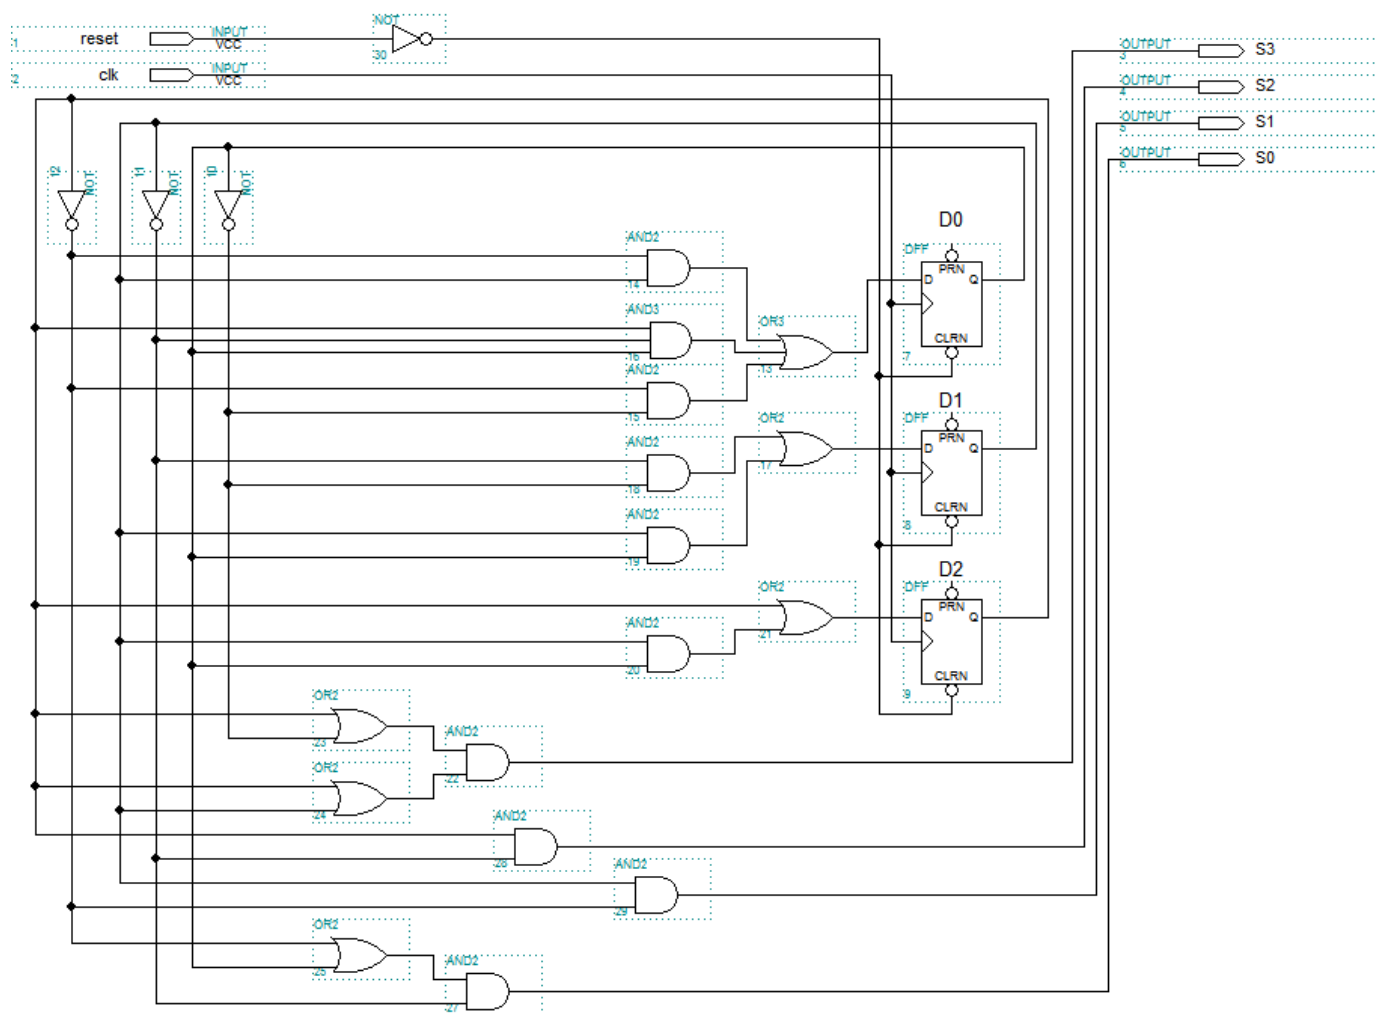 NOT
INPUT
VCC
1
reset
30
INPUT
VCC
2
clk
OUTPUT
3
S3
OUTPUT
4
S2
OUTPUT
5
S1
OUTPUT
6
S0
12
NOT
11
NOT
10
NOT
D0
AND2
14
DFF
PRN
D
Q
CLRN
7
AND3
16
OR3
13
AND2
15
D1
OR2
17
DFF
PRN
D
Q
CLRN
8
AND2
18
AND2
19
D2
OR2
21
DFF
PRN
D
Q
CLRN
9
AND2
20
OR2
23
AND2
22
OR2
24
AND2
28
AND2
29
OR2
26
AND2
27